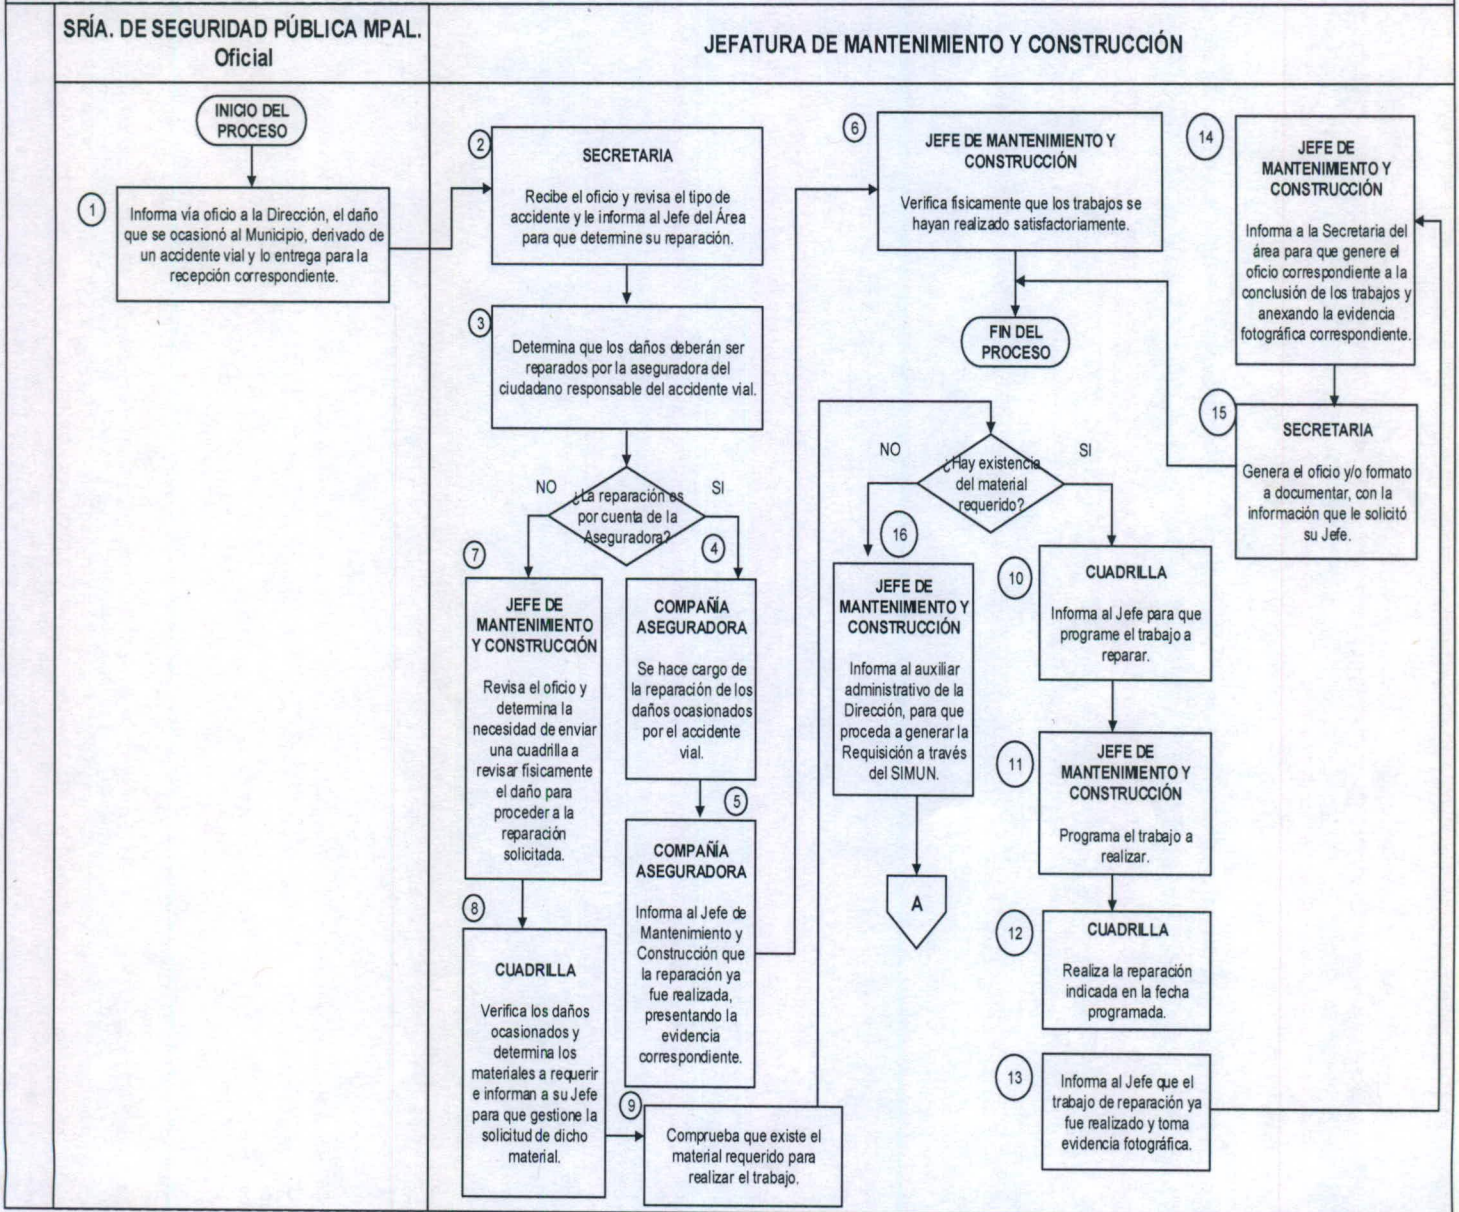 SRÍA. DE SEGURIDAD PÚBLICA MPAL.
Oficial
JEFATURA DE MANTENIMIENTO Y CONSTRUCCIÓN
INICIO DEL
PROCESO
1
Informa vía oficio a la Dirección, el daño
que se ocasionó al Municipio, derivado de
un accidente vial y lo entrega para la
recepción correspondiente.
2
SECRETARIA
Recibe el oficio y revisa el tipo de
accidente y le informa al Jefe del Área
para que determine su reparación.
3
Determina que los daños deberán ser
reparados por la aseguradora del
ciudadano responsable del accidente vial.
NO
¿La reparación es
por cuenta de la
Aseguradora?
SI
4
COMPAÑÍA
ASEGURADORA
Se hace cargo de
la reparación de los
daños ocasionados
por el accidente
vial.
5
COMPAÑÍA
ASEGURADORA
Informa al Jefe de
Mantenimiento y
Construcción que
la reparación ya
fue realizada,
presentando la
evidencia
correspondiente.
6
JEFE DE MANTENIMIENTO Y
CONSTRUCCIÓN
Verifica fisicamente que los trabajos se
hayan realizado satisfactoriamente.
FIN DEL
PROCESO
7
JEFE DE
MANTENIMIENTO
Y CONSTRUCCIÓN
Revisa el oficio y
determina la
necesidad de enviar
una cuadrilla a
revisar fisicamente
el daño para
proceder a la
reparación
solicitada.
8
CUADRILLA
Verifica los daños
ocasionados y
determina los
materiales a requerir
e informan a su Jefe
para que gestione la
solicitud de dicho
material.
9
Comprueba que existe el
material requerido para
realizar el trabajo.
NO
¿Hay existencia
del material
requerido?
SI
10
CUADRILLA
Informa al Jefe para que
programe el trabajo a
reparar.
11
JEFE DE
MANTENIMIENTO Y
CONSTRUCCIÓN
Programa el trabajo a
realizar.
12
CUADRILLA
Realiza la reparación
indicada en la fecha
programada.
13
Informa al Jefe que el
trabajo de reparación ya
fue realizado y toma
evidencia fotográfica.
14
JEFE DE
MANTENIMIENTO Y
CONSTRUCCIÓN
Informa a la Secretaria del
área para que genere el
oficio correspondiente a la
conclusión de los trabajos y
anexando la evidencia
fotográfica correspondiente.
15
SECRETARIA
Genera el oficio y/o formato
a documentar, con la
información que le solicitó
su Jefe.
16
JEFE DE
MANTENIMIENTO Y
CONSTRUCCIÓN
Informa al auxiliar
administrativo de la
Dirección, para que
proceda a generar la
Requisición a través
del SIMUN.
A